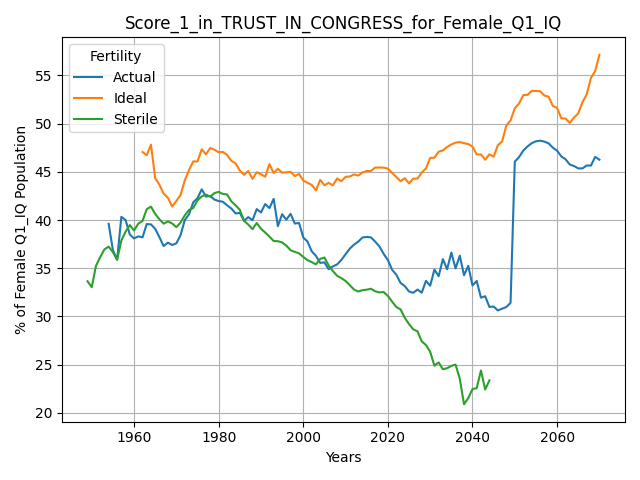 Score_1_in_TRUST_IN_CONGRESS_for_Female_Q1_IQ
% of Female Q1_IQ Population
Fertility
Actual
Ideal
Sterile
55
50
45
40
35
30
25
20
1960 1980 2000 2020 2040 2060
Years